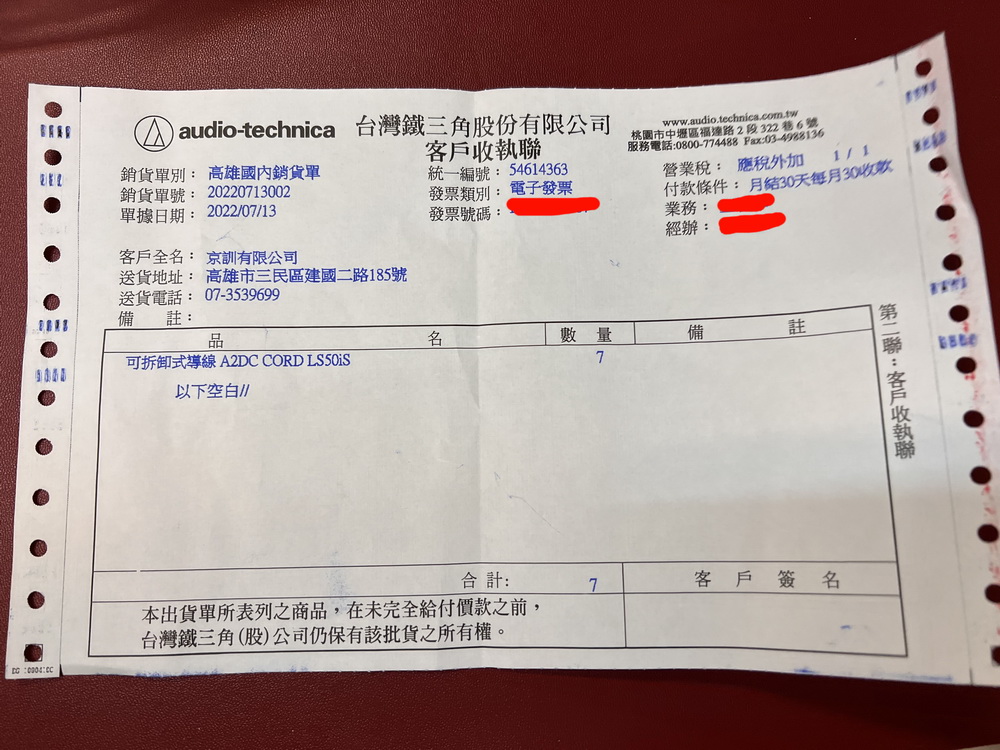 audio-technica 台灣鐵三角股份有限公司
客戶收執聯
www.audio-technica.com.tw
桃園市中壢區福達路2段322巷6號
服務電話:0800-774488 Fax:03-4988136
銷貨單別: 高雄國內銷貨單
銷貨單號: 20220713002
單據日期: 2022/07/13
統一編號: 54614363
發票類別: 電子發票
發票號碼:
營業稅: 應稅外加 1 / 1
付款條件: 月結30天每月30收款
業務:
經辦:
客戶全名: 京訓有限公司
送貨地址: 高雄市三民區建國二路185號
送貨電話: 07-3539699
備 註:
品 名 數 量 備 註
可拆卸式導線 A2DC CORD LS50iS 7
以下空白//
合 計: 7 客 戶 簽 名
本出貨單所表列之商品,在未完全給付價款之前,
台灣鐵三角(股)公司仍保有該批貨之所有權。
第二聯:客戶收執聯